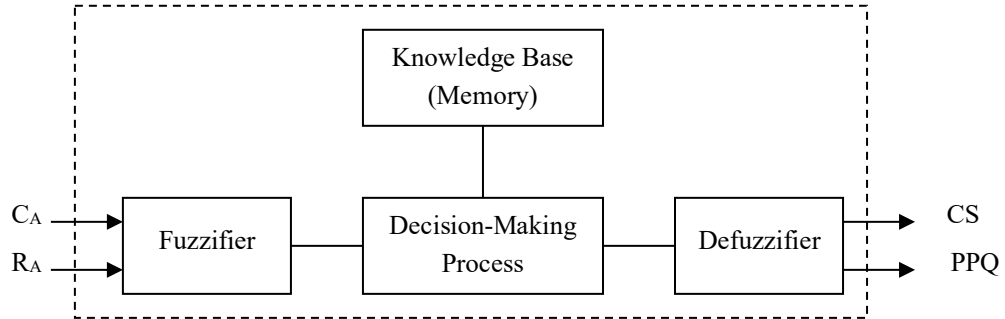 Knowledge Base
(Memory)
CA
RA
Fuzzifier
Decision-Making
Process
Defuzzifier
CS
PPQ